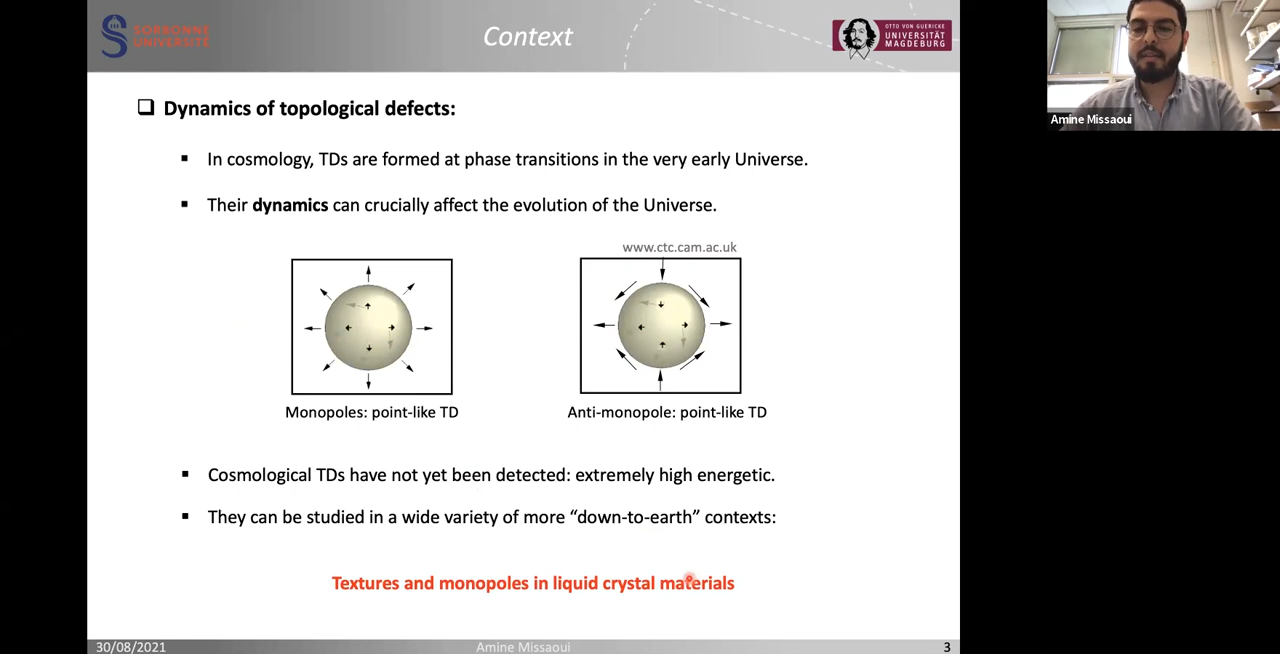 SORBONNE
UNIVERSITÉ
Context
OTTO VON GUERICKE
UNIVERSITÄT
MAGDEBURG
Amine Missaoui
❑ Dynamics of topological defects:
▪ In cosmology, TDs are formed at phase transitions in the very early Universe.
▪ Their dynamics can crucially affect the evolution of the Universe.
www.ctc.cam.ac.uk
Monopoles: point-like TD
Anti-monopole: point-like TD
▪ Cosmological TDs have not yet been detected: extremely high energetic.
▪ They can be studied in a wide variety of more “down-to-earth” contexts:
Textures and monopoles in liquid crystal materials
30/08/2021
Amine Missaoui
3